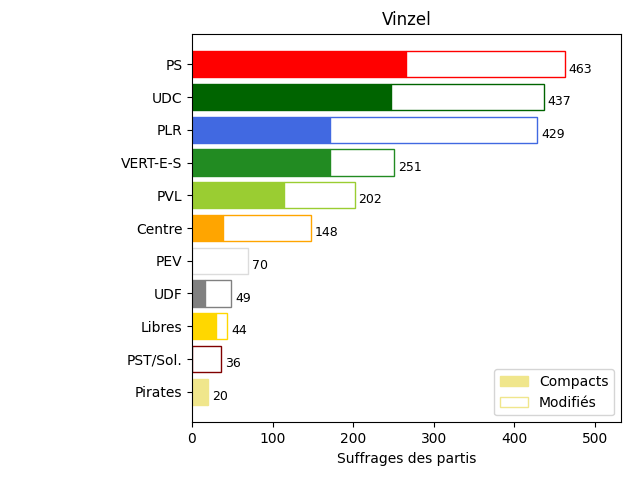 Vinzel
PS 463
UDC 437
PLR 429
VERT-E-S 251
PVL 202
Centre 148
PEV 70
UDF 49
Libres 44
PST/Sol. 36
Pirates 20
Compacts
Modifiés
0 100 200 300 400 500
Suffrages des partis